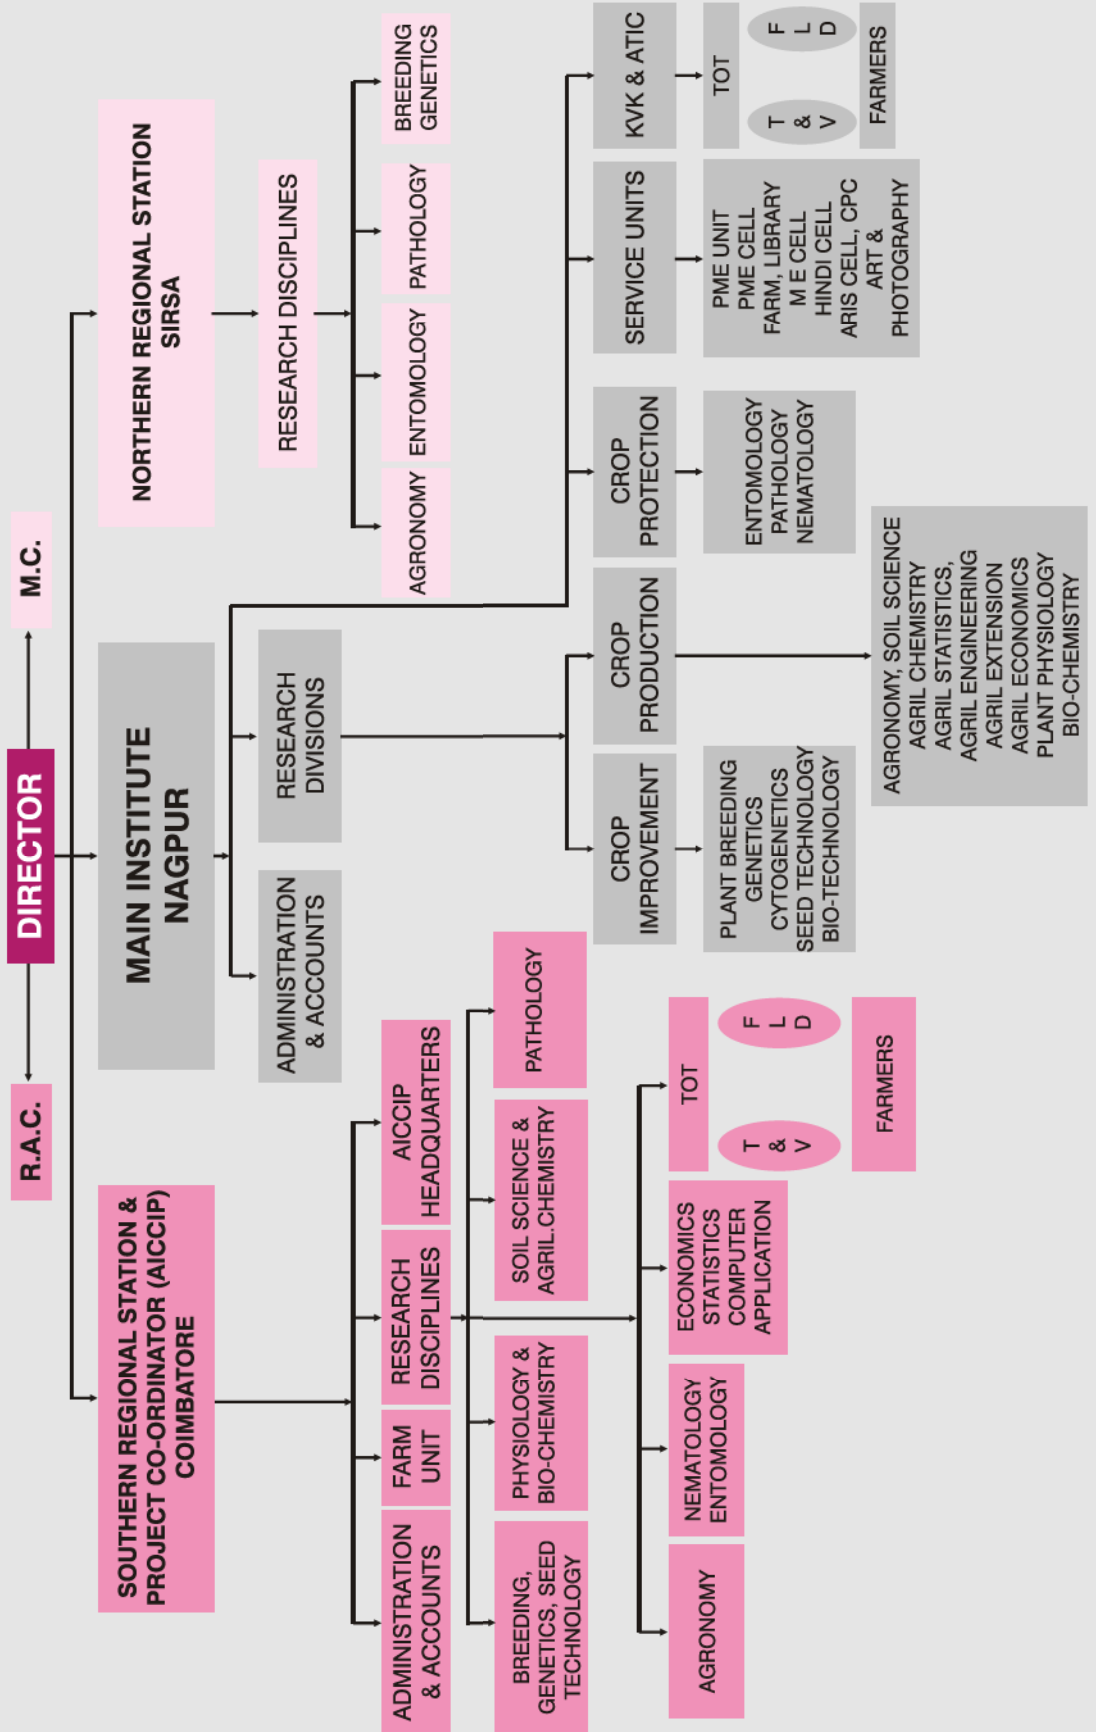 R.A.C.
DIRECTOR
M.C.
SOUTHERN REGIONAL STATION &
PROJECT CO-ORDINATOR (AICCIP)
COIMBATORE
MAIN INSTITUTE
NAGPUR
NORTHERN REGIONAL STATION
SIRSA
ADMINISTRATION
& ACCOUNTS
FARM
UNIT
RESEARCH
DISCIPLINES
AICCIP
HEADQUARTERS
BREEDING,
GENETICS, SEED
TECHNOLOGY
PHYSIOLOGY &
BIO-CHEMISTRY
SOIL SCIENCE &
AGRIL.CHEMISTRY
PATHOLOGY
AGRONOMY
NEMATOLOGY
ENTOMOLOGY
ECONOMICS
STATISTICS
COMPUTER
APPLICATION
TOT
T
&
V
F
L
D
FARMERS
ADMINISTRATION
& ACCOUNTS
RESEARCH
DIVISIONS
CROP
IMPROVEMENT
CROP
PRODUCTION
CROP
PROTECTION
SERVICE UNITS
KVK & ATIC
PLANT BREEDING
GENETICS
CYTOGENETICS
SEED TECHNOLOGY
BIO-TECHNOLOGY
AGRONOMY, SOIL SCIENCE
AGRIL CHEMISTRY
AGRIL STATISTICS,
AGRIL ENGINEERING
AGRIL EXTENSION
AGRIL ECONOMICS
PLANT PHYSIOLOGY
BIO-CHEMISTRY
ENTOMOLOGY
PATHOLOGY
NEMATOLOGY
PME UNIT
PME CELL
FARM, LIBRARY
M E CELL
HINDI CELL
ARIS CELL, CPC
ART &
PHOTOGRAPHY
TOT
T
&
V
F
L
D
FARMERS
RESEARCH DISCIPLINES
AGRONOMY
ENTOMOLOGY
PATHOLOGY
BREEDING
GENETICS